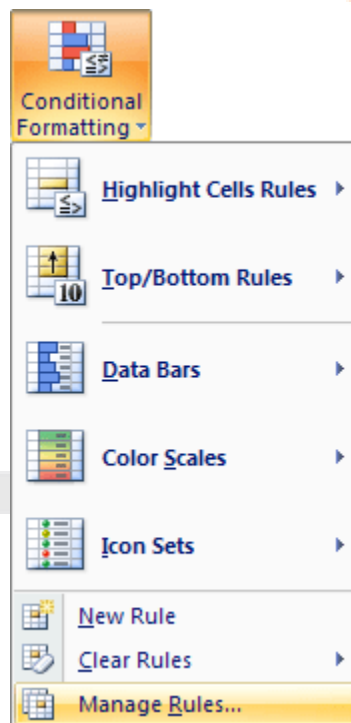 Conditional
Formatting
Highlight Cells Rules
Top/Bottom Rules
10
Data Bars
Color Scales
Icon Sets
New Rule
Clear Rules
Manage Rules...